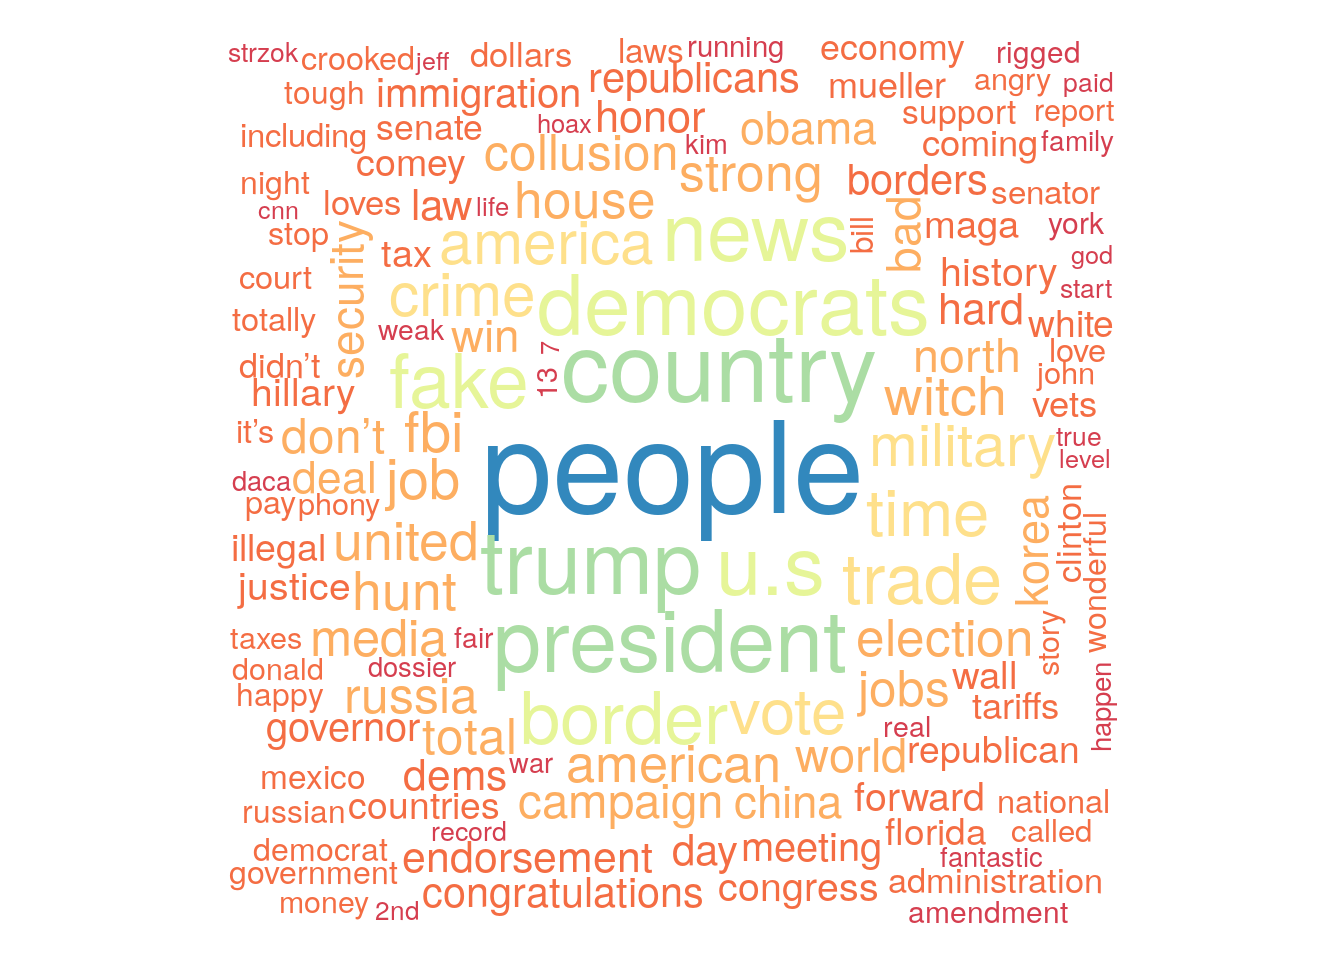 strzok crooked jeff dollars laws running economy rigged
tough immigration republicans mueller angry paid
including senate hoax honor obama support report
comey collusion kim strong coming family
night loves law life house borders senator
cnn stop america news bill bad maga york
security tax god
court crime democrats history start
totally weak win hard white
didn’t fake 13 7 country north love
hillary john
it’s don’t fbi witch vets
daca deal job people military true
pay phony level
illegal united time korea clinton wonderful
justice hunt trump u.s trade
taxes media fair president election story
donald dossier wall happen
happy russia border vote jobs tariffs
governor total real
mexico dems war american world republican
russian countries campaign china forward national
record florida called
democrat endorsement day meeting fantastic
government congratulations congress administration
money 2nd amendment